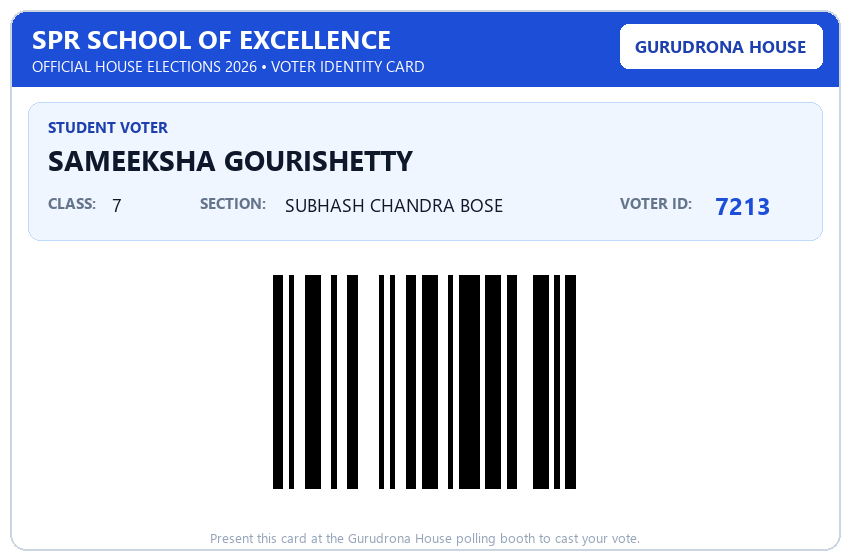 SPR SCHOOL OF EXCELLENCE
OFFICIAL HOUSE ELECTIONS 2026 • VOTER IDENTITY CARD
GURUDRONA HOUSE
STUDENT VOTER
SAMEEKSHA GOURISHETTY
CLASS: 7 SECTION: SUBHASH CHANDRA BOSE VOTER ID: 7213
Present this card at the Gurudrona House polling booth to cast your vote.